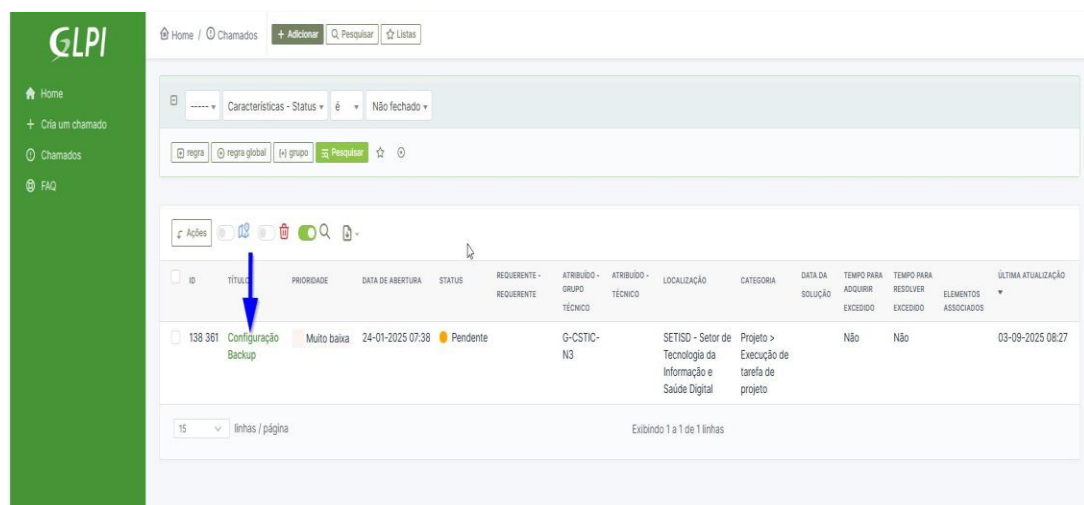 GLPI
Home
Cria um chamado
Chamados
FAQ
Home / Chamados + Adicionar Pesquisar Listas
----- Características - Status é Não fechado
regra regra global (+) grupo Pesquisar
Ações
ID TÍTULO PRIORIDADE DATA DE ABERTURA STATUS REQUERENTE - ATRIBUÍDO - ATRIBUÍDO - LOCALIZAÇÃO CATEGORIA DATA DA TEMPO PARA TEMPO PARA ÚLTIMA ATUALIZAÇÃO
REQUERENTE GRUPO TÉCNICO SOLUÇÃO ADQUIRIR RESOLVER ELEMENTOS
TÉCNICO EXCEDIDO EXCEDIDO ASSOCIADOS
138 361 Configuração Muito baixa 24-01-2025 07:38 Pendente G-CSTIC- SETISD - Setor de Projeto > Não Não 03-09-2025 08:27
Backup N3 Tecnologia da Execução de
Informação e tarefa de
Saúde Digital projeto
15 linhas / página Exibindo 1 a 1 de 1 linhas